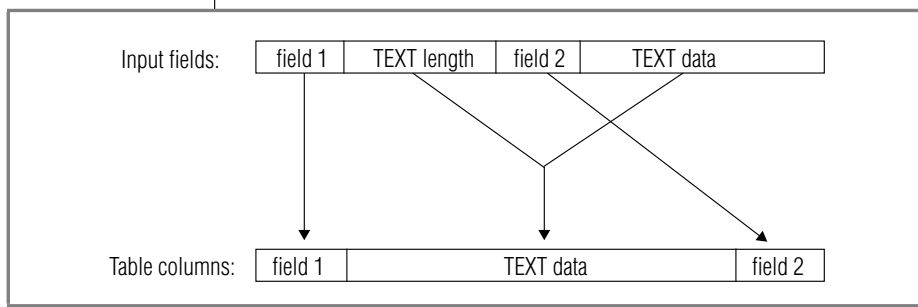 Input fields: field 1 TEXT length field 2 TEXT data
Table columns: field 1 TEXT data field 2